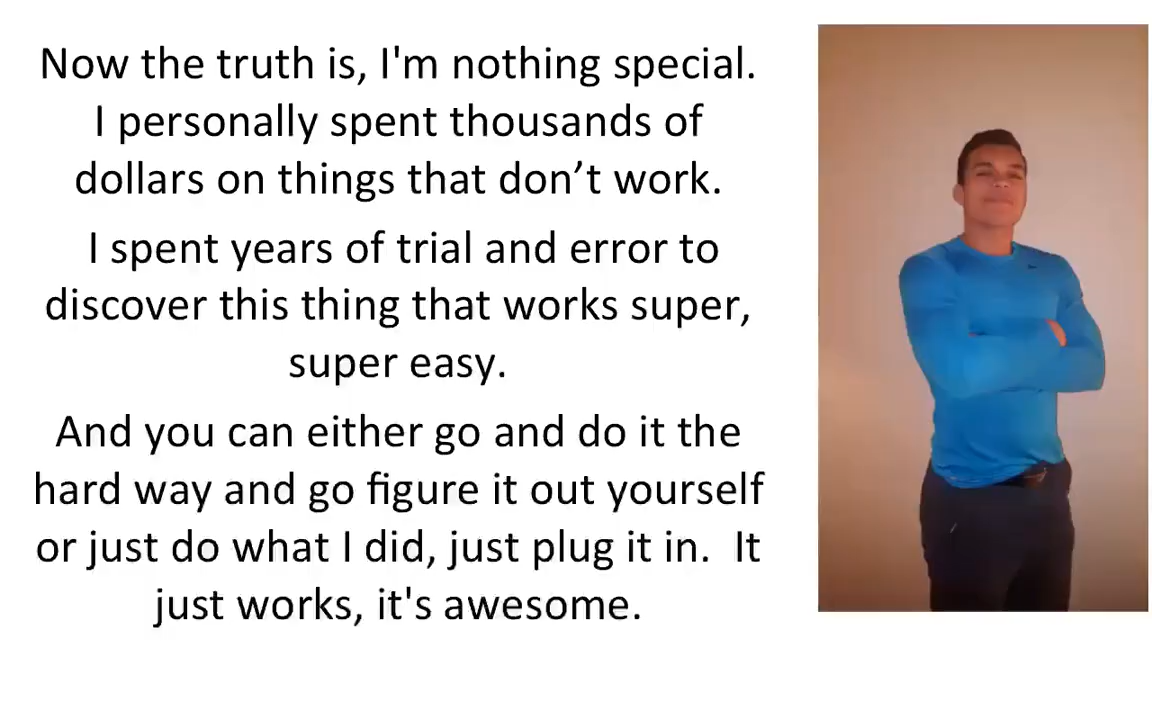 Now the truth is, I'm nothing special.
I personally spent thousands of
dollars on things that don’t work.
I spent years of trial and error to
discover this thing that works super,
super easy.
And you can either go and do it the
hard way and go figure it out yourself
or just do what I did, just plug it in.  It
just works, it's awesome.